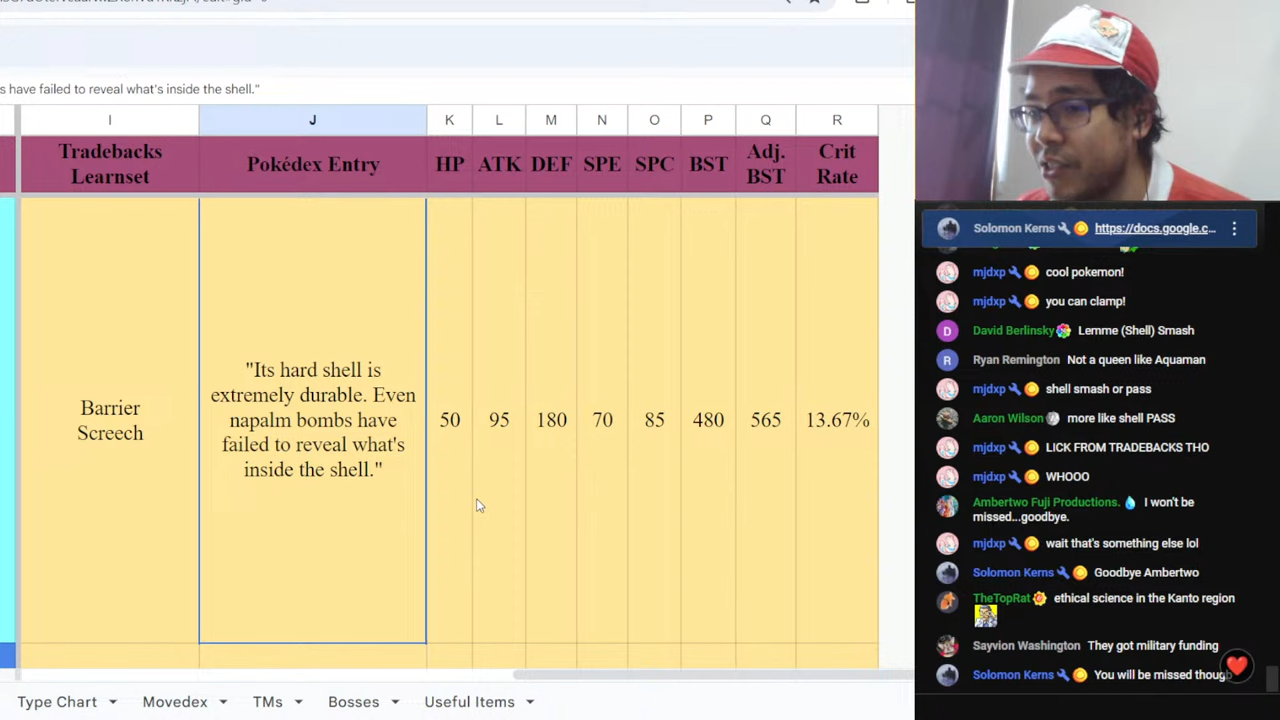 s have failed to reveal what's inside the shell."
I
J
K
L
M
N
O
P
Q
R
Tradebacks
Learnset
Pokédex Entry
HP
ATK
DEF
SPE
SPC
BST
Adj.
BST
Crit
Rate
Barrier
Screech
"Its hard shell is
extremely durable. Even
napalm bombs have
failed to reveal what's
inside the shell."
50
95
180
70
85
480
565
13.67%
Type Chart
Movedex
TMs
Bosses
Useful Items
Solomon Kerns https://docs.google.c...
mjdxp cool pokemon!
mjdxp you can clamp!
David Berlinsky Lemme (Shell) Smash
Ryan Remington Not a queen like Aquaman
mjdxp shell smash or pass
Aaron Wilson more like shell PASS
mjdxp LICK FROM TRADEBACKS THO
mjdxp WHOOO
Ambertwo Fuji Productions. I won't be
missed...goodbye.
mjdxp wait that's something else lol
Solomon Kerns Goodbye Ambertwo
TheTopRat ethical science in the Kanto region
Sayvion Washington They got military funding
Solomon Kerns You will be missed thoug